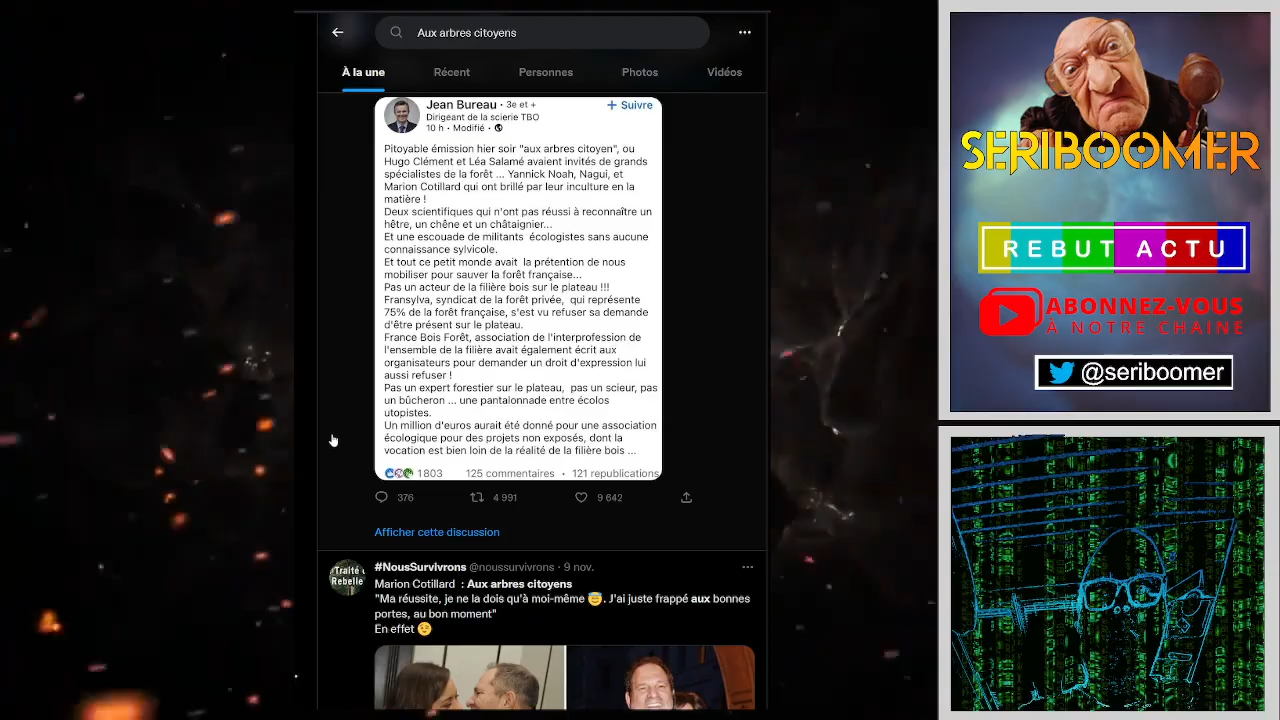 Aux arbres citoyens
À la une
Récent
Personnes
Photos
Vidéos
Jean Bureau · 3e et +
+ Suivre
Dirigeant de la scierie TBO
10 h • Modifié •
Pitoyable émission hier soir "aux arbres citoyen", ou
Hugo Clément et Léa Salamé avaient invités de grands
spécialistes de la forêt ... Yannick Noah, Nagui, et
Marion Cotillard qui ont brillé par leur inculture en la
matière !
Deux scientifiques qui n'ont pas réussi à reconnaître un
hêtre, un chêne et un châtaignier...
Et une escouade de militants écologistes sans aucune
connaissance sylvicole.
Et tout ce petit monde avait la prétention de nous
mobiliser pour sauver la forêt française...
Pas un acteur de la filière bois sur le plateau !!!
Fransylva, syndicat de la forêt privée, qui représente
75% de la forêt française, s'est vu refuser sa demande
d'être présent sur le plateau.
France Bois Forêt, association de l'interprofession de
l'ensemble de la filière avait également écrit aux
organisateurs pour demander un droit d'expression lui
aussi refuser !
Pas un expert forestier sur le plateau, pas un scieur, pas
un bûcheron ... une pantalonnade entre écolos
utopistes.
Un million d'euros aurait été donné pour une association
écologique pour des projets non exposés, dont la
vocation est bien loin de la réalité de la filière bois ...
1 803
125 commentaires • 121 republications
376
4 991
9 642
Afficher cette discussion
Traité
Rebelle
#NousSurvivrons @noussurvivrons · 9 nov.
Marion Cotillard : Aux arbres citoyens
"Ma réussite, je ne la dois qu'à moi-même 😇. J'ai juste frappé aux bonnes
portes, au bon moment"
En effet 😉
SERIBOOMER
REBUT ACTU
ABONNEZ-VOUS
À NOTRE CHAINE
@seriboomer